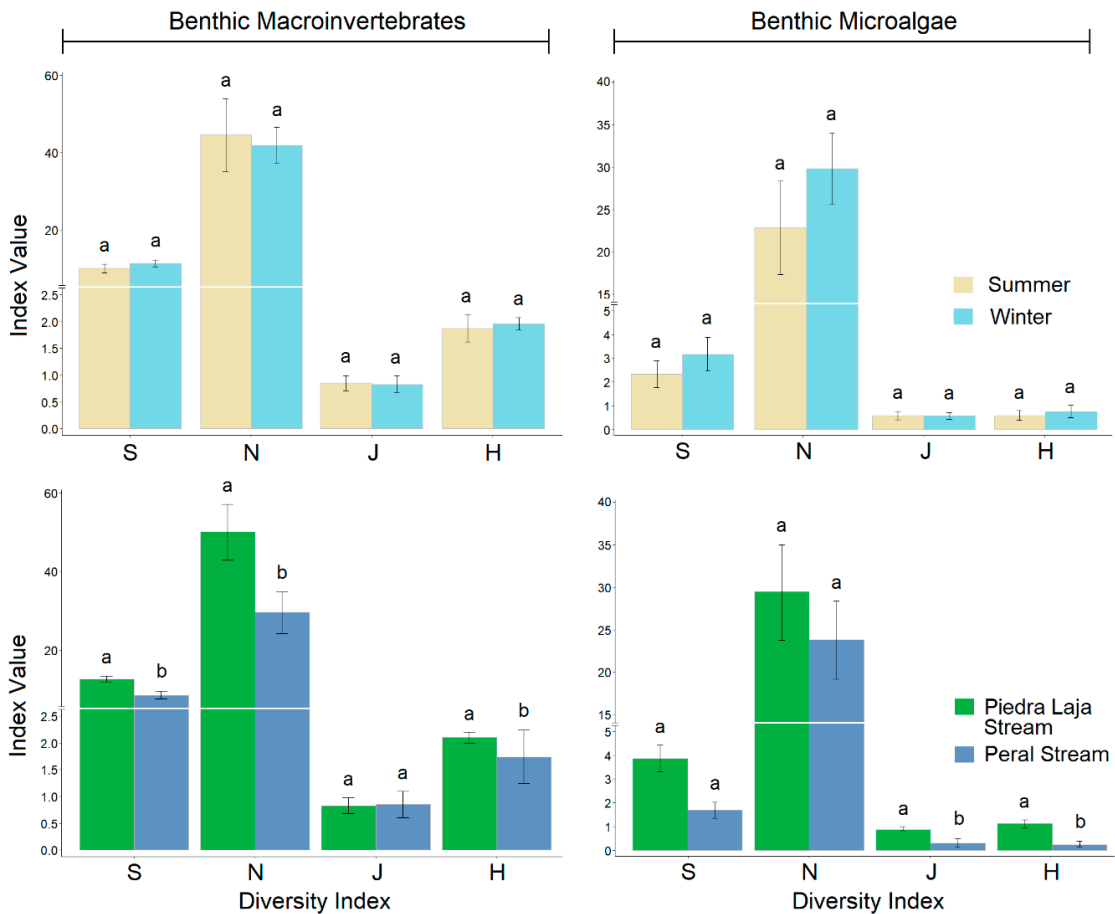 Benthic Macroinvertebrates
Benthic Microalgae
60
40
20
2.5
2.0
1.5
1.0
0.5
0.0
Index Value
a a a a a a a a
S N J H
40
35
30
25
20
15
5
4
3
2
1
0
a a a a a a a a
Summer
Winter
S N J H
60
40
20
2.5
2.0
1.5
1.0
0.5
0.0
Index Value
a b a b a a a b
S N J H
Diversity Index
40
35
30
25
20
15
5
4
3
2
1
0
a a a a a b a b
Piedra Laja
Stream
Peral Stream
S N J H
Diversity Index